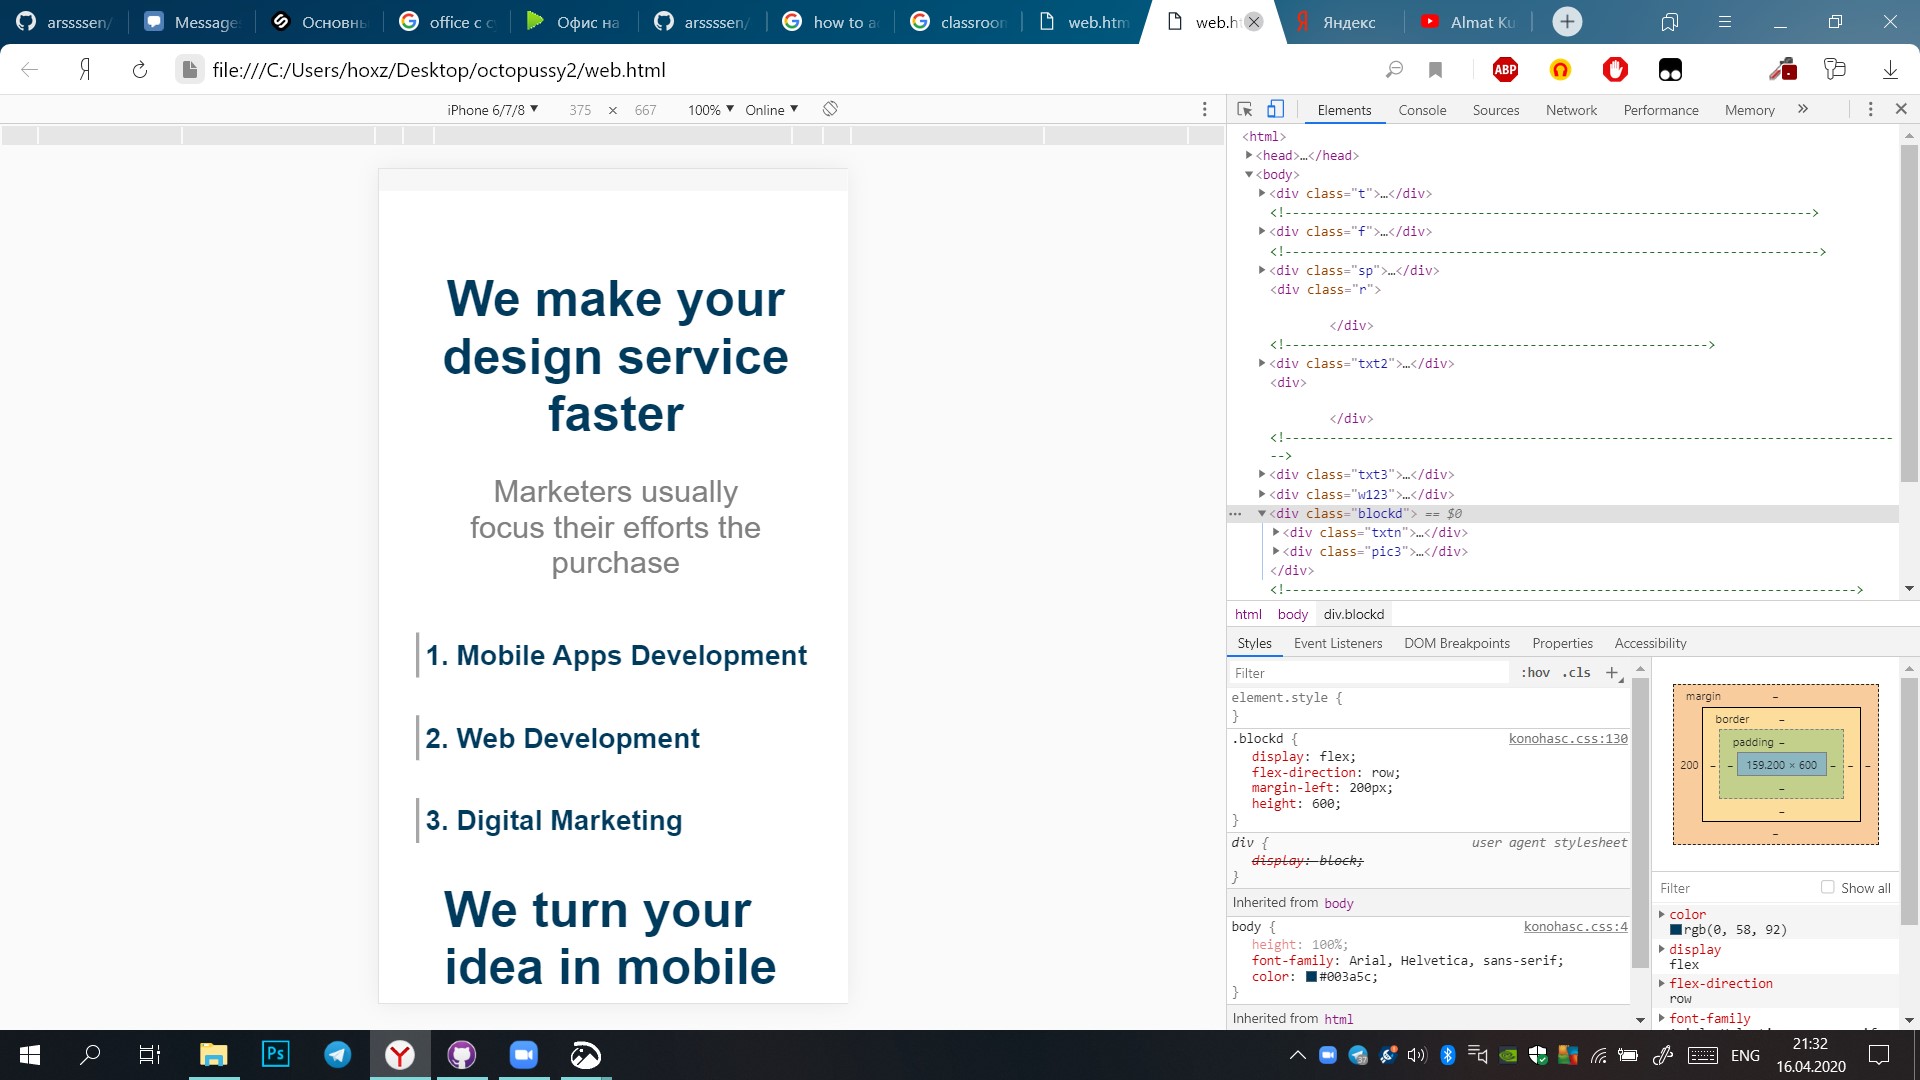 arssssen/
Message
Основны
office с с
Офис на
arssssen/
how to a
classroon
web.htm
web.ht
Яндекс
Almat Ku
file:///C:/Users/hoxz/Desktop/octopussy2/web.html
ABP
iPhone 6/7/8 ▼ 375 × 667 100% ▼ Online ▼
Elements Console Sources Network Performance Memory »
<html>
<head>…</head>
<body>
<div class="t">…</div>
<!-------------------------------------------------------------------->
<div class="f">…</div>
<!--------------------------------------------------------------------->
<div class="sp">…</div>
<div class="r">
</div>
<!------------------------------------------------------->
<div class="txt2">…</div>
<div>
</div>
<!------------------------------------------------------------------------------
-->
<div class="txt3">…</div>
<div class="w123">…</div>
<div class="blockd"> == $0
<div class="txtn">…</div>
<div class="pic3">…</div>
</div>
<!-------------------------------------------------------------------------->
html body div.blockd
Styles Event Listeners DOM Breakpoints Properties Accessibility
Filter :hov .cls +
element.style {
}
.blockd { konohasc.css:130
display: flex;
flex-direction: row;
margin-left: 200px;
height: 600;
}
div { user agent stylesheet
display: block;
}
Inherited from body
body { konohasc.css:4
height: 100%;
font-family: Arial, Helvetica, sans-serif;
color: #003a5c;
}
Inherited from html
margin –
border –
padding –
200 – – 159.200 × 600 – – –
–
–
–
Filter Show all
color
rgb(0, 58, 92)
display
flex
flex-direction
row
font-family
We make your
design service
faster
Marketers usually
focus their efforts the
purchase
1. Mobile Apps Development
2. Web Development
3. Digital Marketing
We turn your
idea in mobile
Ps
ENG
21:32
16.04.2020